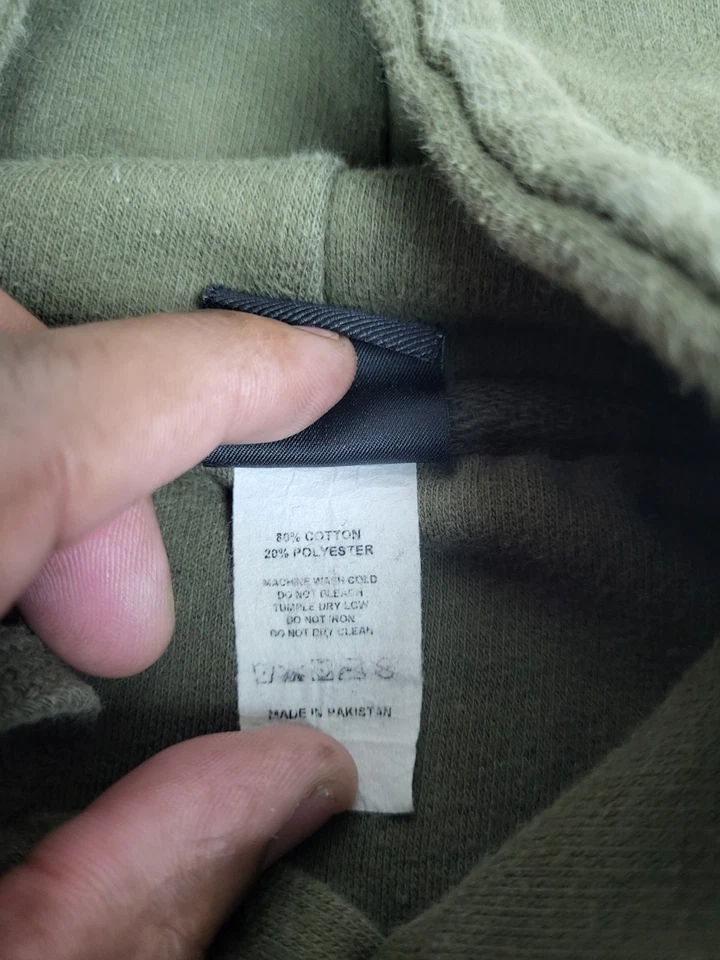 80% COTTON
20% POLYESTER
MACHINE WASH COLD
DO NOT BLEACH
TUMBLE DRY LOW
DO NOT IRON
DO NOT DRY CLEAN
MADE IN PAKISTAN